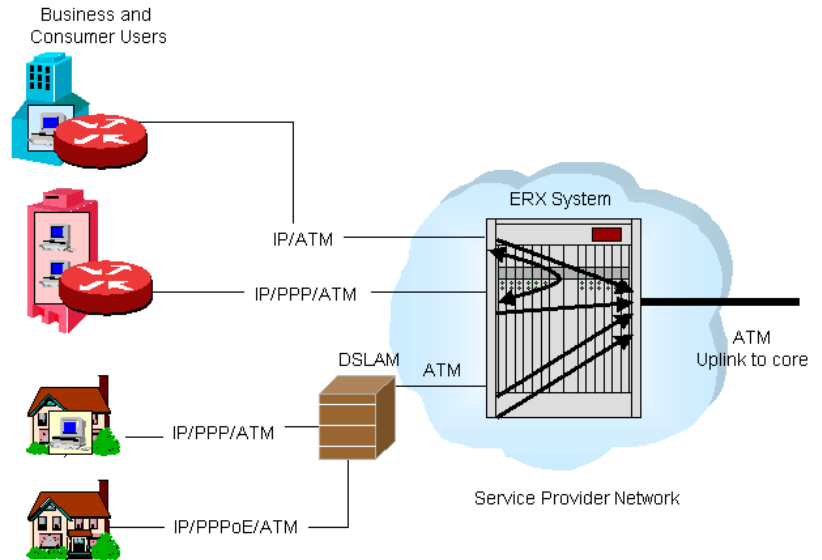 Business and
Consumer Users
ERX System
IP/ATM
IP/PPP/ATM
DSLAM
ATM
ATM
Uplink to core
IP/PPP/ATM
Service Provider Network
IP/PPPoE/ATM